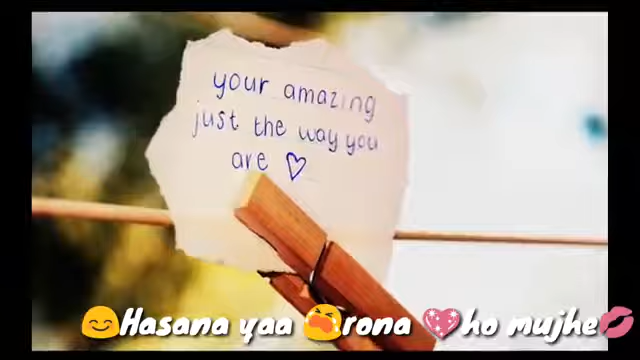 your amazing
just the way you
are ♡
😊Hasana yaa 😭rona 💖ho mujhe💋